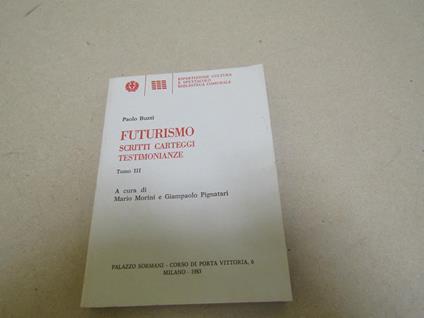 RIPARTIZIONE CULTURA
E SPETTACOLO
BIBLIOTECA COMUNALE
Paolo Buzzi
FUTURISMO
SCRITTI CARTEGGI
TESTIMONIANZE
Tomo III
A cura di
Mario Morini e Giampaolo Pignatari
PALAZZO SORMANI - CORSO DI PORTA VITTORIA, 6
MILANO - 1983